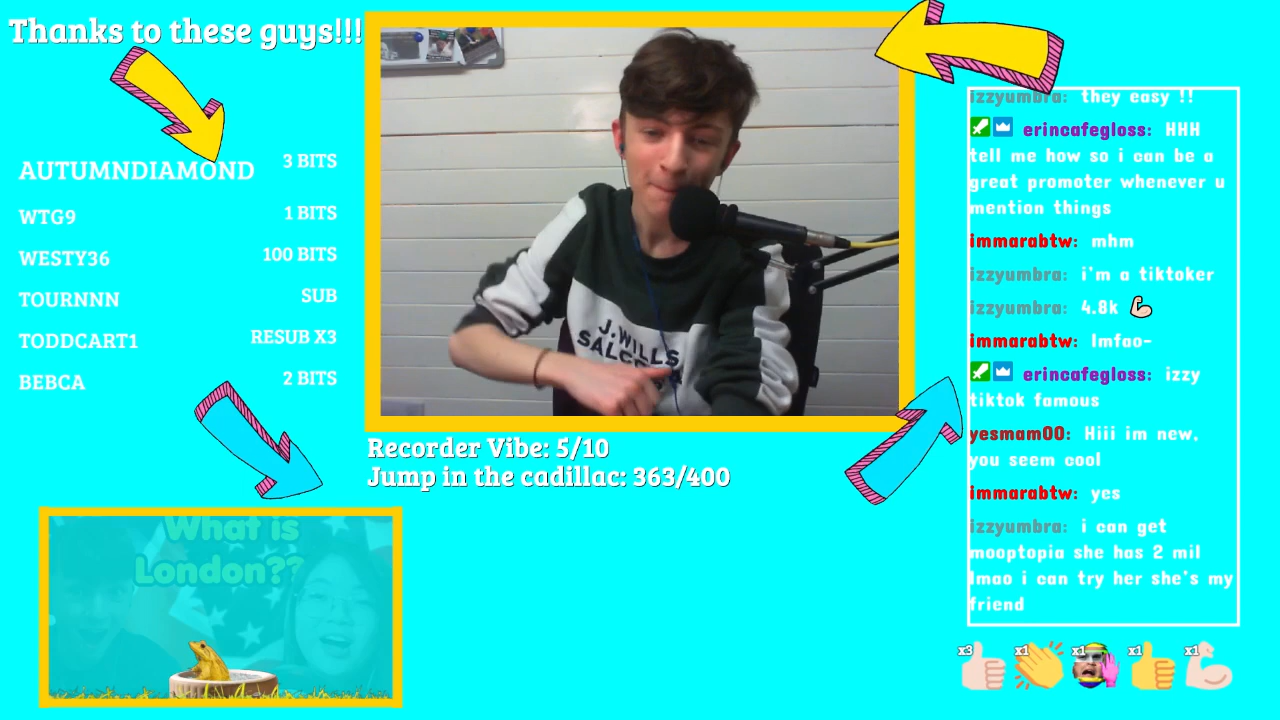 Thanks to these guys!!!
AUTUMNDIAMOND 3 BITS
WTG9 1 BITS
WESTY36 100 BITS
TOURNNN SUB
TODDCART1 RESUB X3
BEBCA 2 BITS
J.WILLS
Recorder Vibe: 5/10
Jump in the cadillac: 363/400
What is
London??
izzyumbra: they easy !!
erincafegloss: HHH
tell me how so i can be a
great promoter whenever u
mention things
immarabtw: mhm
izzyumbra: i'm a tiktoker
izzyumbra: 4.8k
immarabtw: lmfao-
erincafegloss: izzy
tiktok famous
yesmam00: Hiii im new,
you seem cool
immarabtw: yes
izzyumbra: i can get
mooptopia she has 2 mil
lmao i can try her she's my
friend
x3 x1 x1 x1 x1